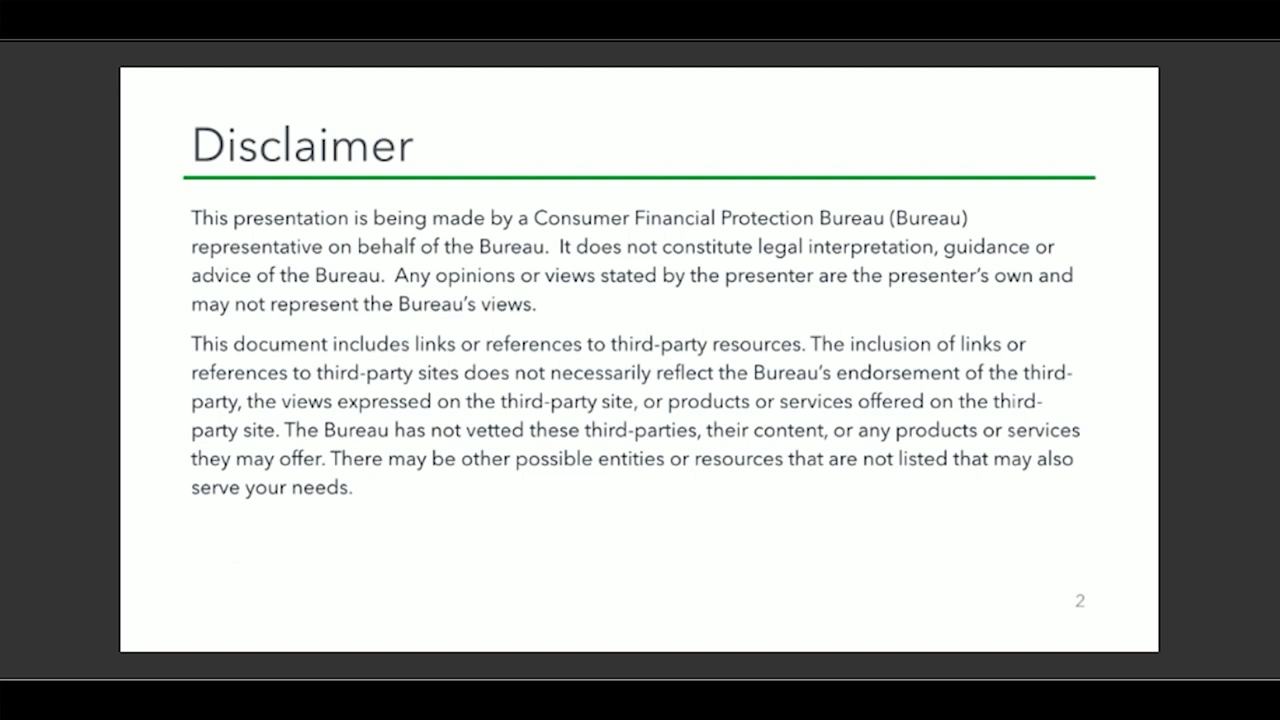 Disclaimer
This presentation is being made by a Consumer Financial Protection Bureau (Bureau)
representative on behalf of the Bureau.  It does not constitute legal interpretation, guidance or
advice of the Bureau.  Any opinions or views stated by the presenter are the presenter’s own and
may not represent the Bureau’s views.
This document includes links or references to third-party resources. The inclusion of links or
references to third-party sites does not necessarily reflect the Bureau’s endorsement of the third-
party, the views expressed on the third-party site, or products or services offered on the third-
party site. The Bureau has not vetted these third-parties, their content, or any products or services
they may offer. There may be other possible entities or resources that are not listed that may also
serve your needs.
2